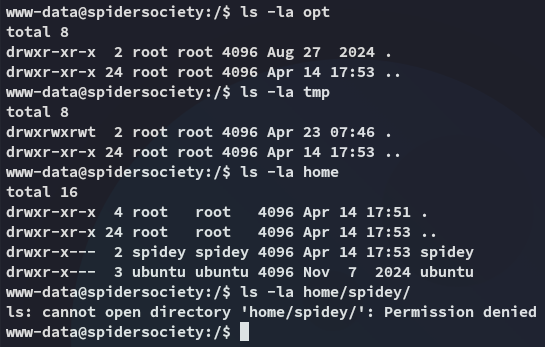 www-data@spidersociety:/$ ls -la opt
total 8
drwxr-xr-x  2 root root 4096 Aug 27  2024 .
drwxr-xr-x 24 root root 4096 Apr 14 17:53 ..
www-data@spidersociety:/$ ls -la tmp
total 8
drwxrwxrwt  2 root root 4096 Apr 23 07:46 .
drwxr-xr-x 24 root root 4096 Apr 14 17:53 ..
www-data@spidersociety:/$ ls -la home
total 16
drwxr-xr-x  4 root   root   4096 Apr 14 17:51 .
drwxr-xr-x 24 root   root   4096 Apr 14 17:53 ..
drwxr-x---  2 spidey spidey 4096 Apr 14 17:53 spidey
drwxr-x---  3 ubuntu ubuntu 4096 Nov  7  2024 ubuntu
www-data@spidersociety:/$ ls -la home/spidey/
ls: cannot open directory 'home/spidey/': Permission denied
www-data@spidersociety:/$